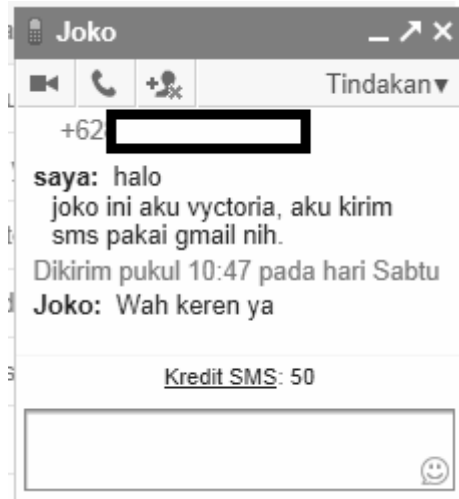 Joko
Tindakan▼
+628
saya: halo
joko ini aku vyctoria, aku kirim
sms pakai gmail nih.
Dikirim pukul 10:47 pada hari Sabtu
Joko: Wah keren ya
Kredit SMS: 50